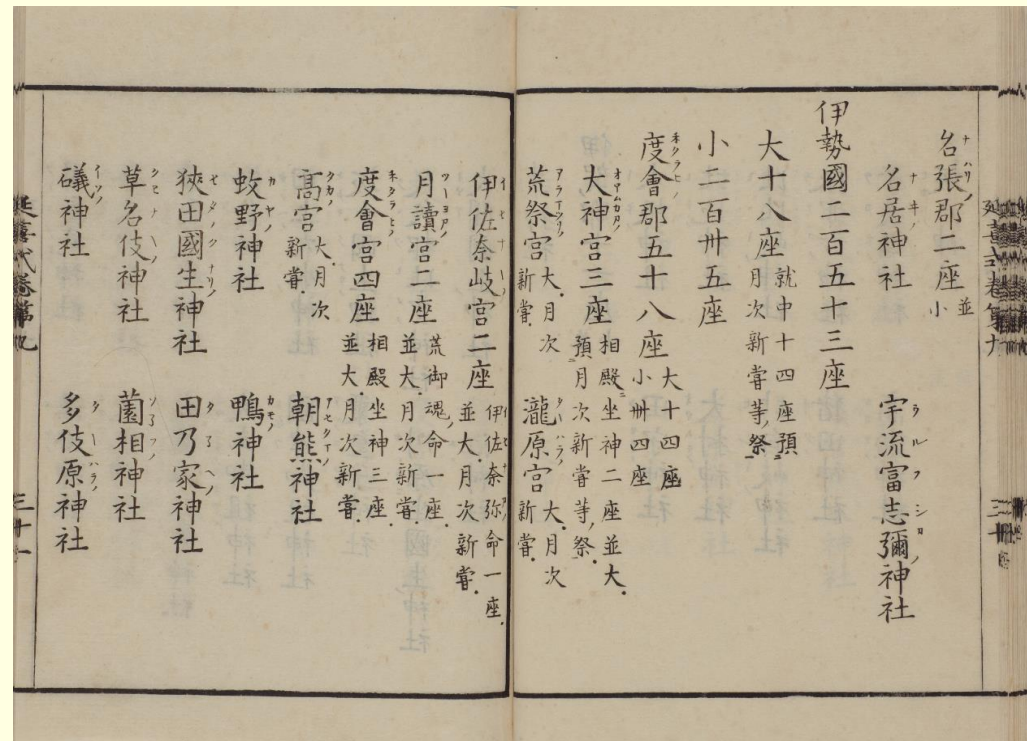 名張郡二座並小
名居神社
宇流富志彌神社
伊勢國二百五十三座
大十八座就中十四座預月次新嘗等祭
小二百卅五座
度會郡五十八座大十四座小卌四座
大神宮三座相殿坐神二座並大預月次新嘗等祭
荒祭宮大月次新嘗
瀧原宮大月次新嘗
伊佐奈岐宮二座伊佐奈弥命一座並大月次新嘗
月讀宮二座荒御魂命一座並大月次新嘗
度會宮四座相殿坐神三座並大月次新嘗
高宮大月次新嘗
朝熊神社
蚊野神社
鴨神社
狹田國生神社
田乃家神社
草名伎神社
薗相神社
礒神社
多伎原神社